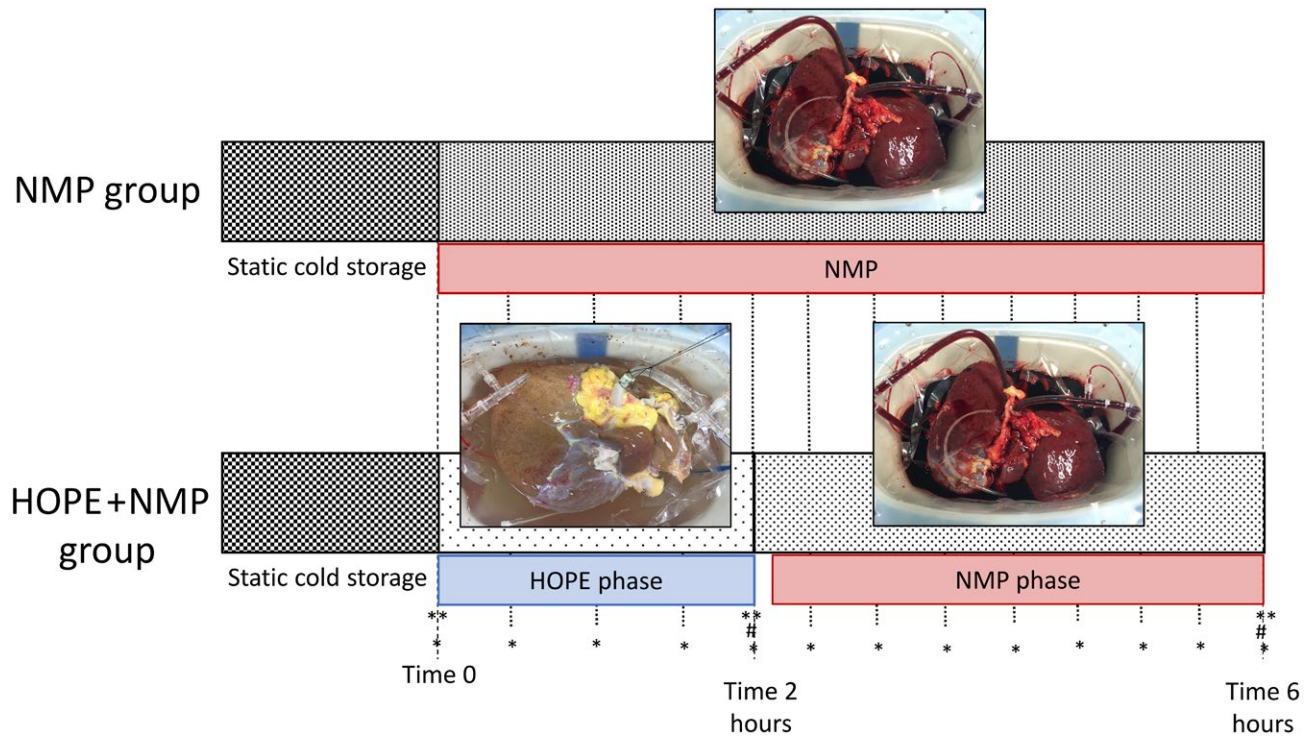 NMP group
Static cold storage
NMP
HOPE+NMP
group
Static cold storage
HOPE phase
NMP phase
** ** **
# #
* * * * * * * * * * * * *
Time 0
Time 2
hours
Time 6
hours